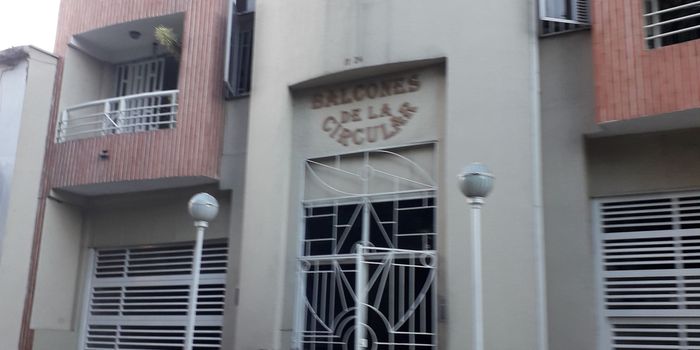 BALCONES
DE LA
CIRCULAR